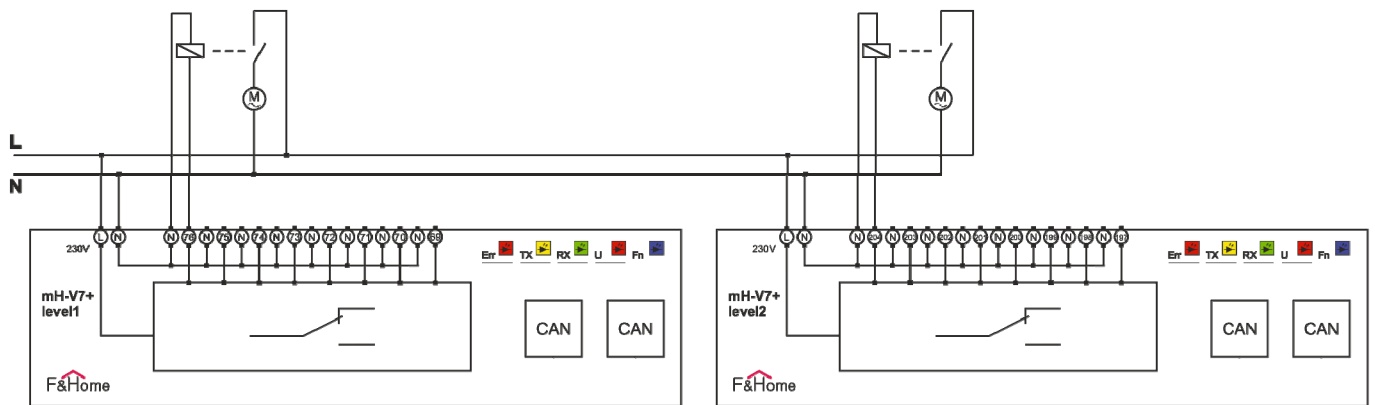 M M
L
N
L N N 76 N 75 N 74 N 73 N 72 N 71 N 70 N 69
230V
Err TX RX U Fn
mH-V7+
level1
CAN CAN
F&Home
L N N 204 N 203 N 202 N 201 N 200 N 199 N 198 N 197
230V
Err TX RX U Fn
mH-V7+
level2
CAN CAN
F&Home